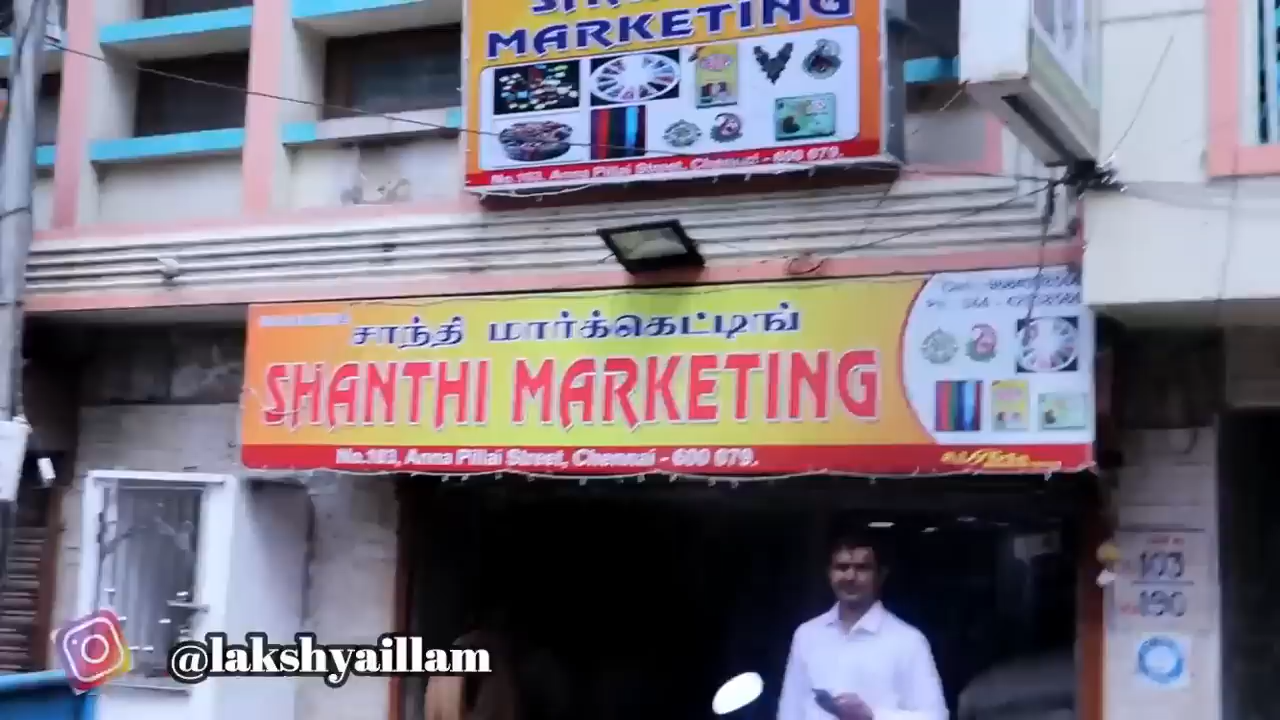 MARKETING
No.103, Anna Pillai Street, Chennai - 600 079.
சாந்தி மார்க்கெட்டிங்
SHANTHI MARKETING
No.103, Anna Pillai Street, Chennai - 600 079.
103
190
@lakshyaillam